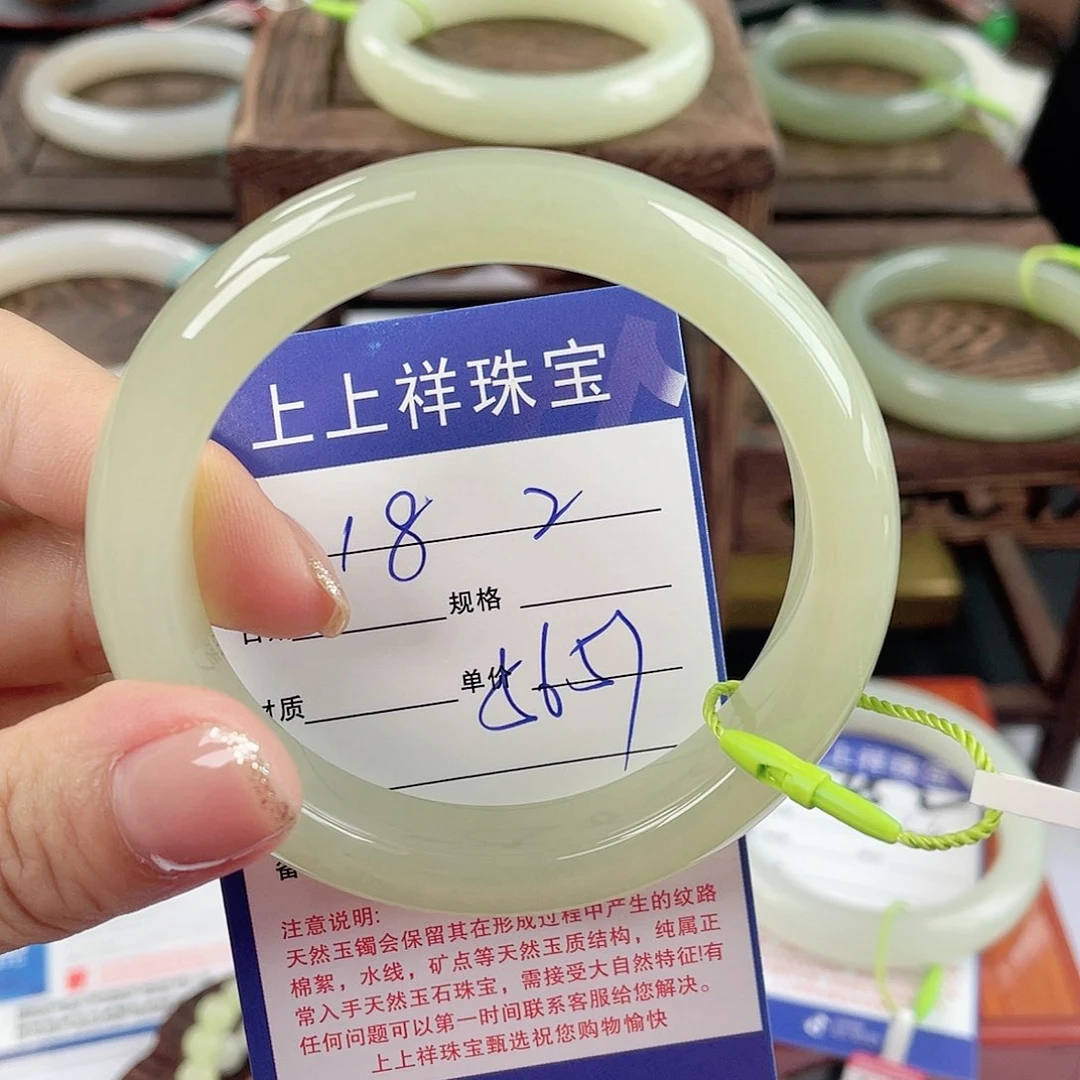 上上祥珠宝
18 2
规格
单价
材质
备
注意说明:
天然玉镯会保留其在形成过程中产生的纹路
棉絮，水线，矿点等天然玉质结构，纯属正
常入手天然玉石珠宝，需接受大自然特征!有
任何问题可以第一时间联系客服给您解决。
上上祥珠宝甄选祝您购物愉快